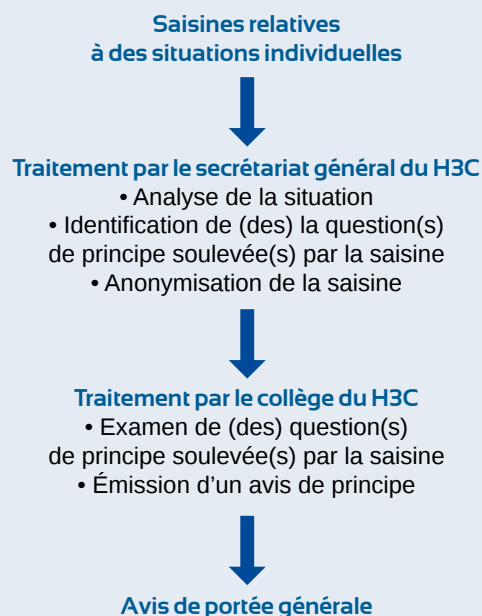 Saisines relatives
à des situations individuelles
Traitement par le secrétariat général du H3C
• Analyse de la situation
• Identification de (des) la question(s)
de principe soulevée(s) par la saisine
• Anonymisation de la saisine
Traitement par le collège du H3C
• Examen de (des) question(s)
de principe soulevée(s) par la saisine
• Émission d’un avis de principe
Avis de portée générale